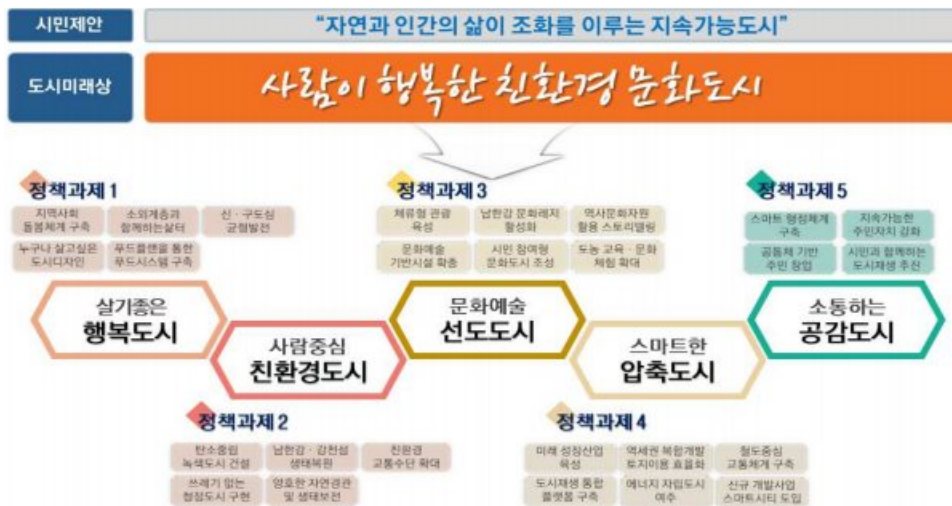 시민제안
“자연과 인간의 삶이 조화를 이루는 지속가능도시”
도시미래상
사람이 행복한 친환경 문화도시
정책과제 1
지역사회
돌봄체계 구축
소외계층과
함께하는삶터
신·구도심
균형발전
누구나 살고싶은
도시디자인
푸드플랜을 통한
푸드시스템 구축
정책과제 3
체류형 관광
육성
남한강 문화레저
활성화
역사문화자원
활용 스토리텔링
문화예술
기반시설 확충
시민 참여형
문화도시 조성
도농 교육·문화
체험 확대
정책과제 5
스마트 행정체계
구축
지속가능한
주민자치 강화
공동체 기반
주민 창업
시민과 함께하는
도시재생 추진
살기좋은
행복도시
사람중심
친환경도시
문화예술
선도도시
스마트한
압축도시
소통하는
공감도시
정책과제 2
탄소중립
녹색도시 건설
남한강·강천섬
생태복원
친환경
교통수단 확대
쓰레기 없는
청정도시 구현
양호한 자연경관
및 생태보전
정책과제 4
미래 성장산업
육성
역세권 복합개발
토지이용 효율화
철도중심
교통체계 구축
도시재생 통합
플랫폼 구축
에너지 자립도시
여주
신규 개발사업
스마트시티 도입